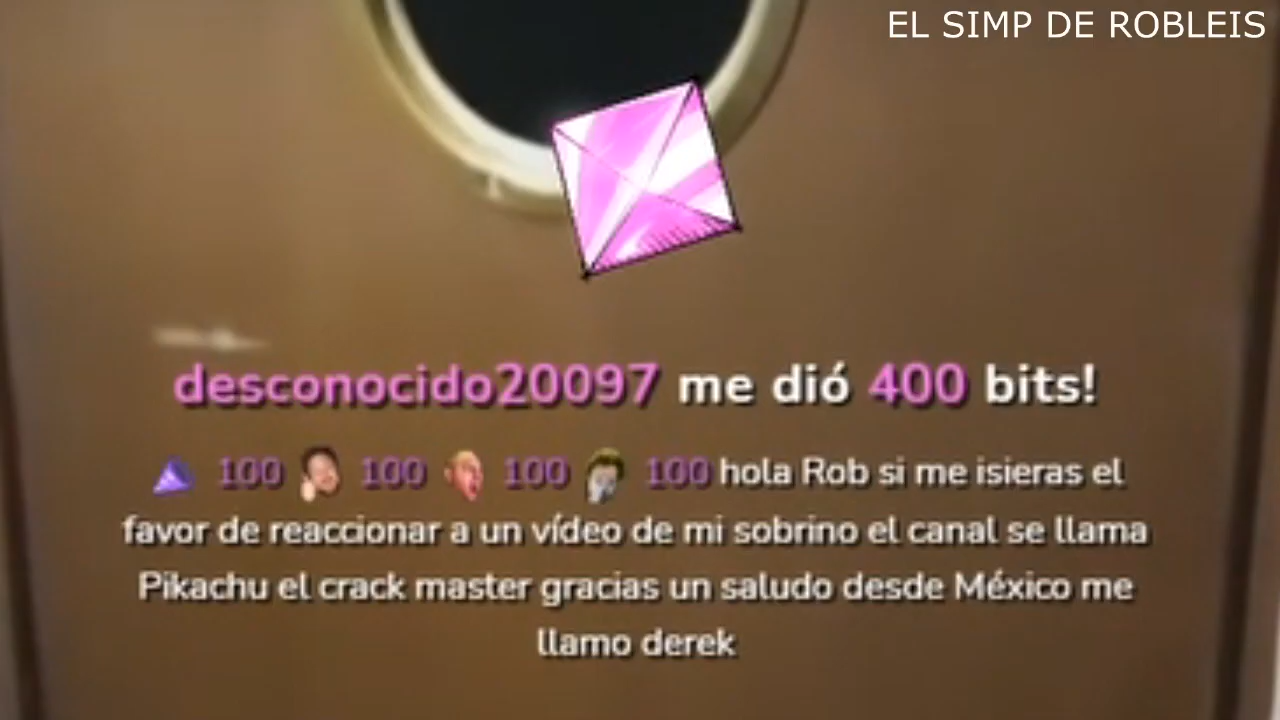 EL SIMP DE ROBLEIS
desconocido20097 me dió 400 bits!
100 100 100 100 hola Rob si me isieras el
favor de reaccionar a un vídeo de mi sobrino el canal se llama
Pikachu el crack master gracias un saludo desde México me
llamo derek